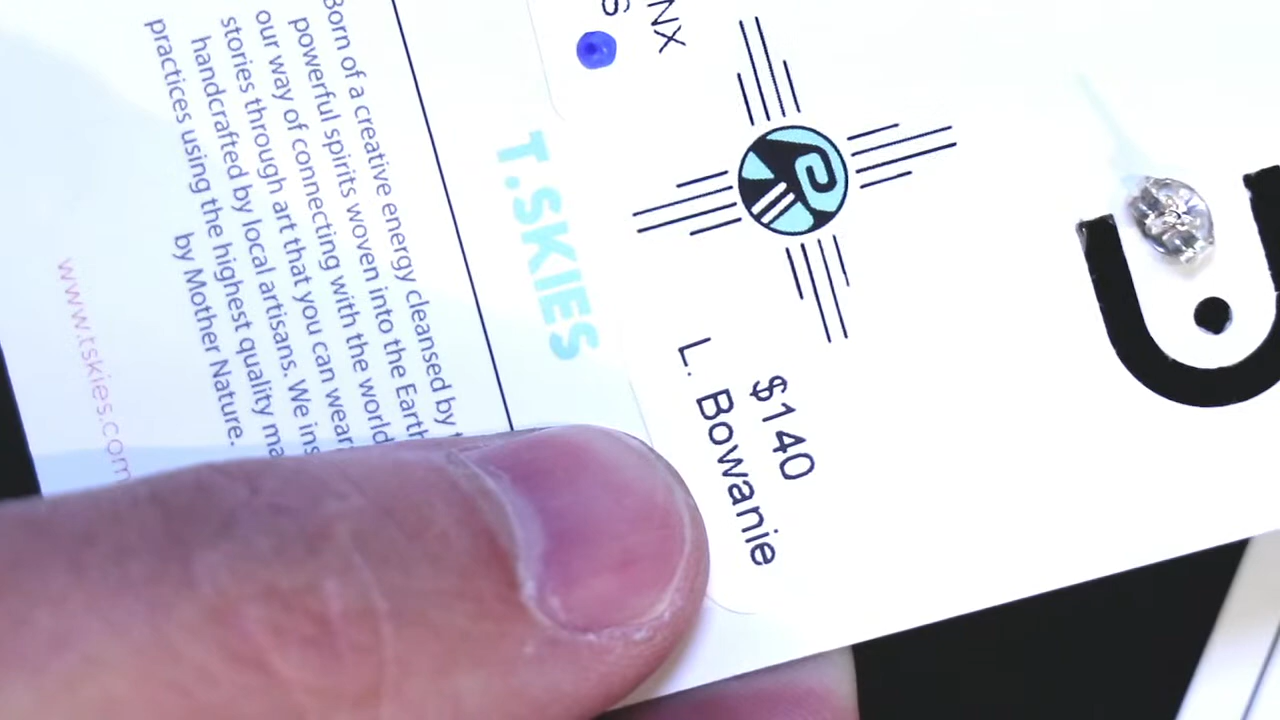 NX
S
$140
L. Bowanie
T.SKIES
Born of a creative energy cleansed by
powerful spirits woven into the Earth
our way of connecting with the world
stories through art that you can wear
handcrafted by local artisans. We ins
practices using the highest quality ma
by Mother Nature.
www.tskies.com